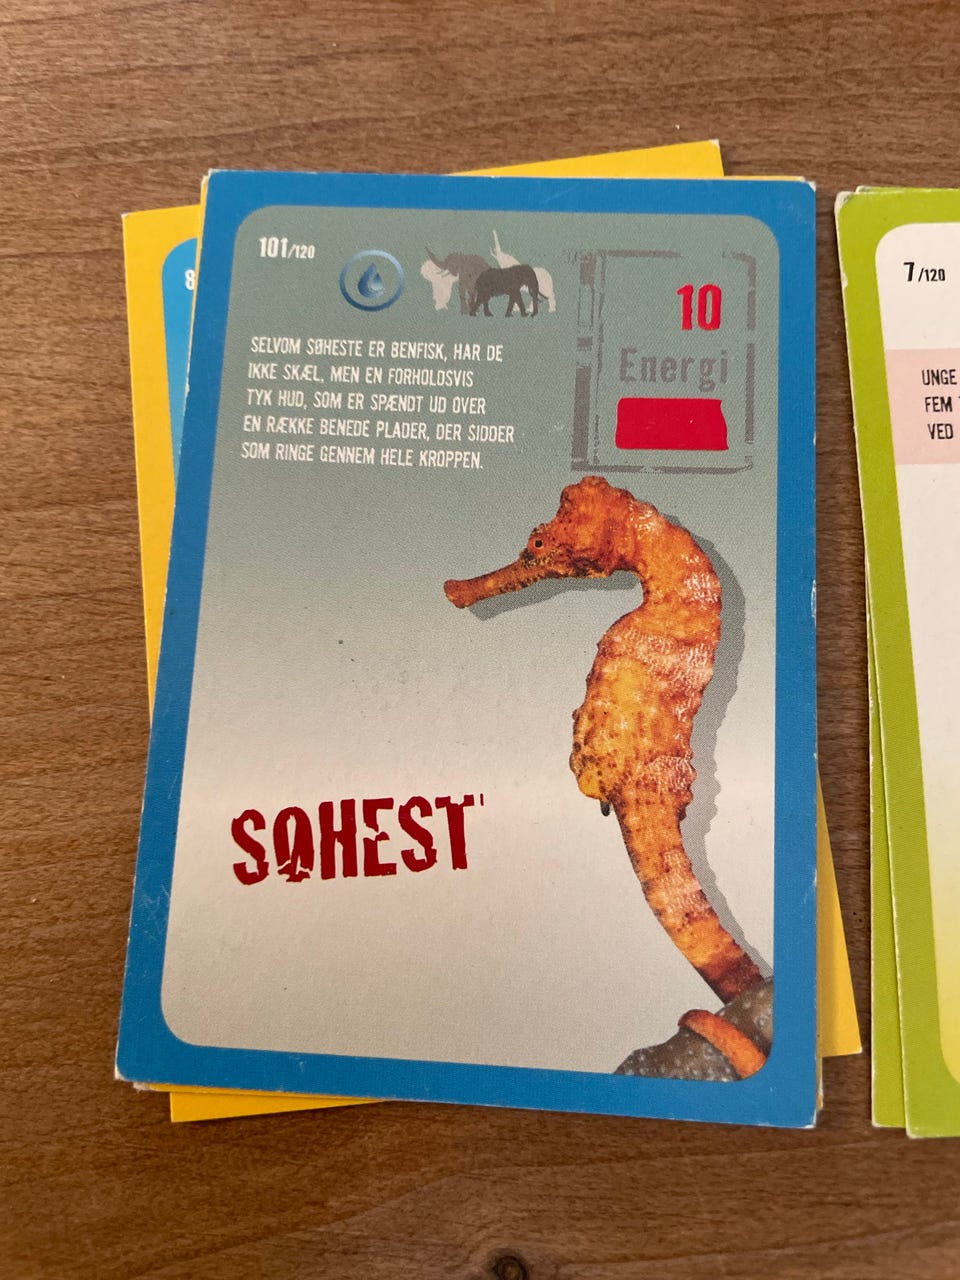 101/120
10
Energi
SELVOM SØHESTE ER BENFISK, HAR DE
IKKE SKÆL, MEN EN FORHOLDSVIS
TYK HUD, SOM ER SPÆNDT UD OVER
EN RÆKKE BENEDE PLADER, DER SIDDER
SOM RINGE GENNEM HELE KROPPEN.
SØHEST
8
7/120
UNGE
FEM
VED